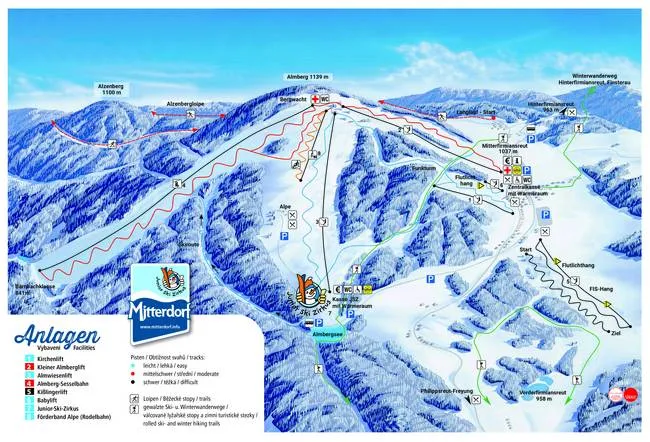 Almberg 1139 m
Bergwacht
WC
Alzenberg
1100 m
Alzenbergloipe
Langlauf - Start
Winterwanderweg
Hinterfirmiansreut, Finsterau
Hinterfirmiansreut
963 m
Mitterfirmiansreut
1037 m
Funkturm
Flutlicht
hang
WC
Zentralkasse
mit Wärmeraum
Alpe
P
Skiroute
Start
Flutlichthang
FIS-Hang
Ziel
Junior Ski Zirkus
WC
Kasse JSZ
mit Wärmeraum
Almbergsee
Philippsreut-Freyung
Vorderfirmiansreut
958 m
Mitterdorf
www.mitterdorf.info
Anlagen
Vybavení Facilities
1 Kirchenlift
2 Kleiner Almberglift
3 Almwiesenlift
4 Almberg-Sesselbahn
5 Kißlingerlift
6 Babylift
7 Junior-Ski-Zirkus
8 Förderband Alpe (Rodelbahn)
Pisten / Obtížnost svahů / tracks:
leicht / lehká / easy
mittelschwer / střední / moderate
schwer / těžká / difficult
Loipen / Běžecké stopy / trails
gewalzte Ski- u. Winterwanderwege /
válcované lyžařské stopy a zimní turistické stezky /
rolled ski- and winter hiking trails